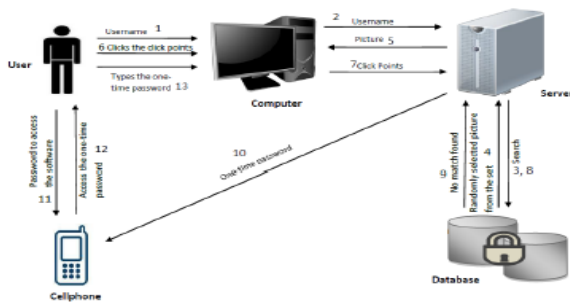 Username 1
6 Clicks the click points
Types the one-
time password 13
User
2 Username
Picture 5
7 Click Points
Computer
Server
Password to access
the software
11
12
Access the one-time
password
10
One time password
9
No match found
4
Randomly selected picture
from the set
Search
3, 8
Cellphone
Database